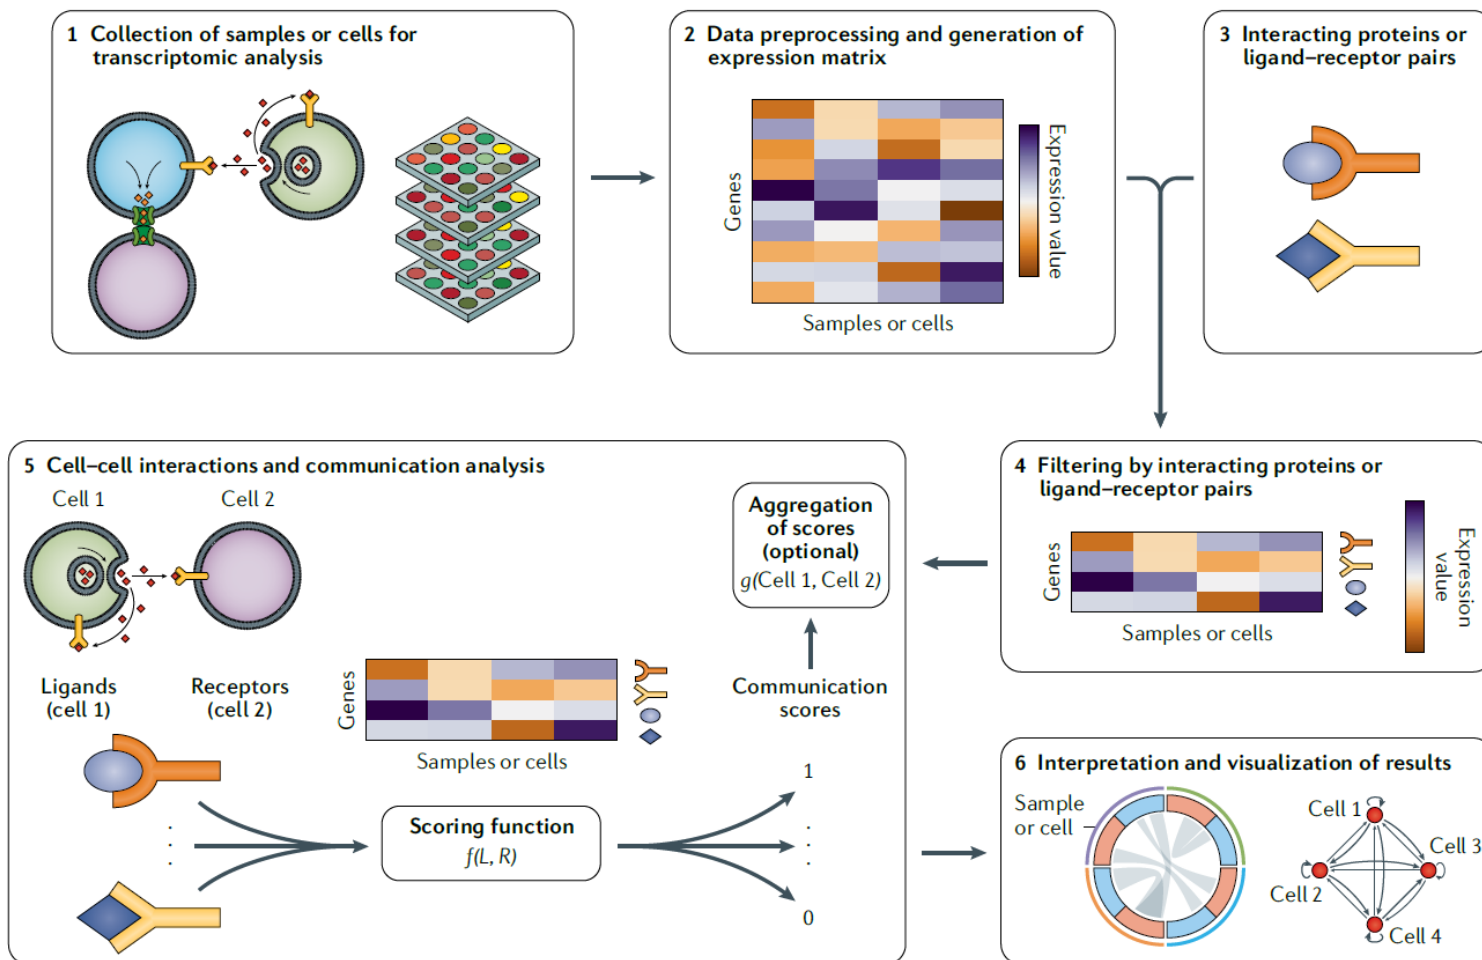 1 Collection of samples or cells for
transcriptomic analysis
2 Data preprocessing and generation of
expression matrix
Genes
Samples or cells
Expression value
3 Interacting proteins or
ligand–receptor pairs
4 Filtering by interacting proteins or
ligand–receptor pairs
Genes
Samples or cells
Expression
value
5 Cell–cell interactions and communication analysis
Cell 1
Cell 2
Ligands
(cell 1)
Receptors
(cell 2)
Genes
Samples or cells
Scoring function
f(L, R)
Aggregation
of scores
(optional)
g(Cell 1, Cell 2)
Communication
scores
1
0
6 Interpretation and visualization of results
Sample
or cell
Cell 1
Cell 3
Cell 2
Cell 4